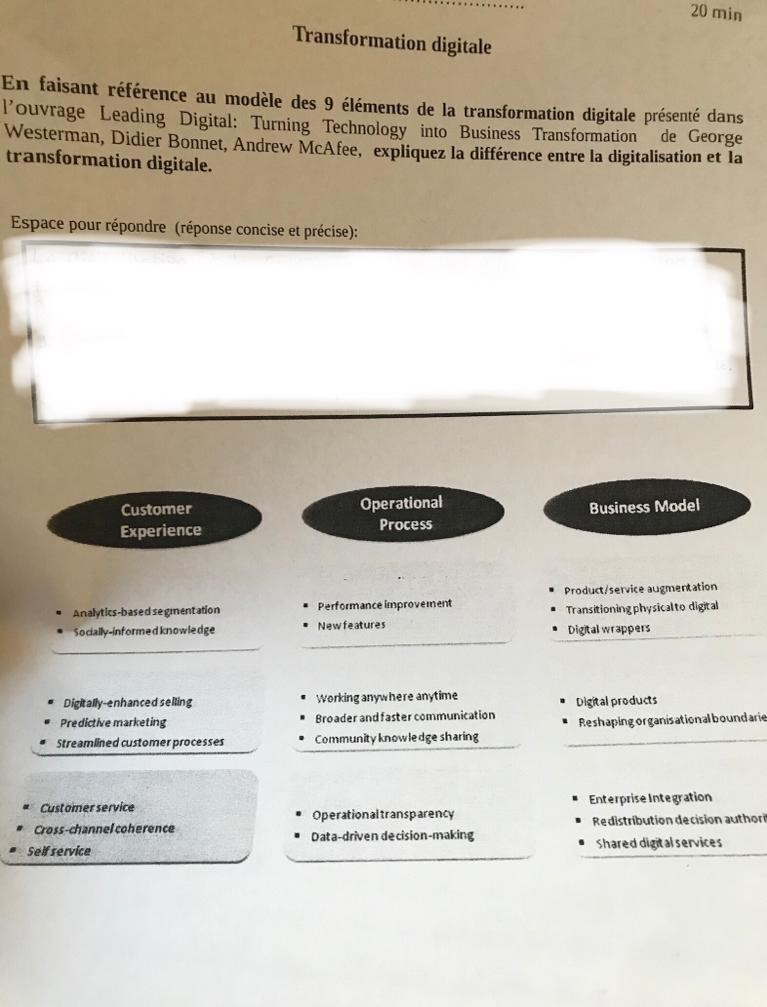 20 min
Transformation digitale
En faisant référence au modèle des 9 éléments de la transformation digitale présenté dans
l'ouvrage Leading Digital: Turning Technology into Business Transformation de George
Westerman, Didier Bonnet, Andrew McAfee, expliquez la différence entre la digitalisation et la
transformation digitale.
Espace pour répondre (réponse concise et précise):
Customer
Experience
▪ Analytics-based segmentation
▪ Socially-informed knowledge
▪ Digitally-enhanced selling
▪ Predictive marketing
▪ Streamlined customer processes
▪ Customer service
▪ Cross-channel coherence
▪ Self service
Operational
Process
▪ Performance improvement
▪ New features
▪ Working anywhere anytime
▪ Broader and faster communication
▪ Community knowledge sharing
▪ Operational transparency
▪ Data-driven decision-making
Business Model
▪ Product/service augmentation
▪ Transitioning physical to digital
▪ Digital wrappers
▪ Digital products
▪ Reshaping organisational boundarie
▪ Enterprise Integration
▪ Redistribution decision authori
▪ Shared digital services